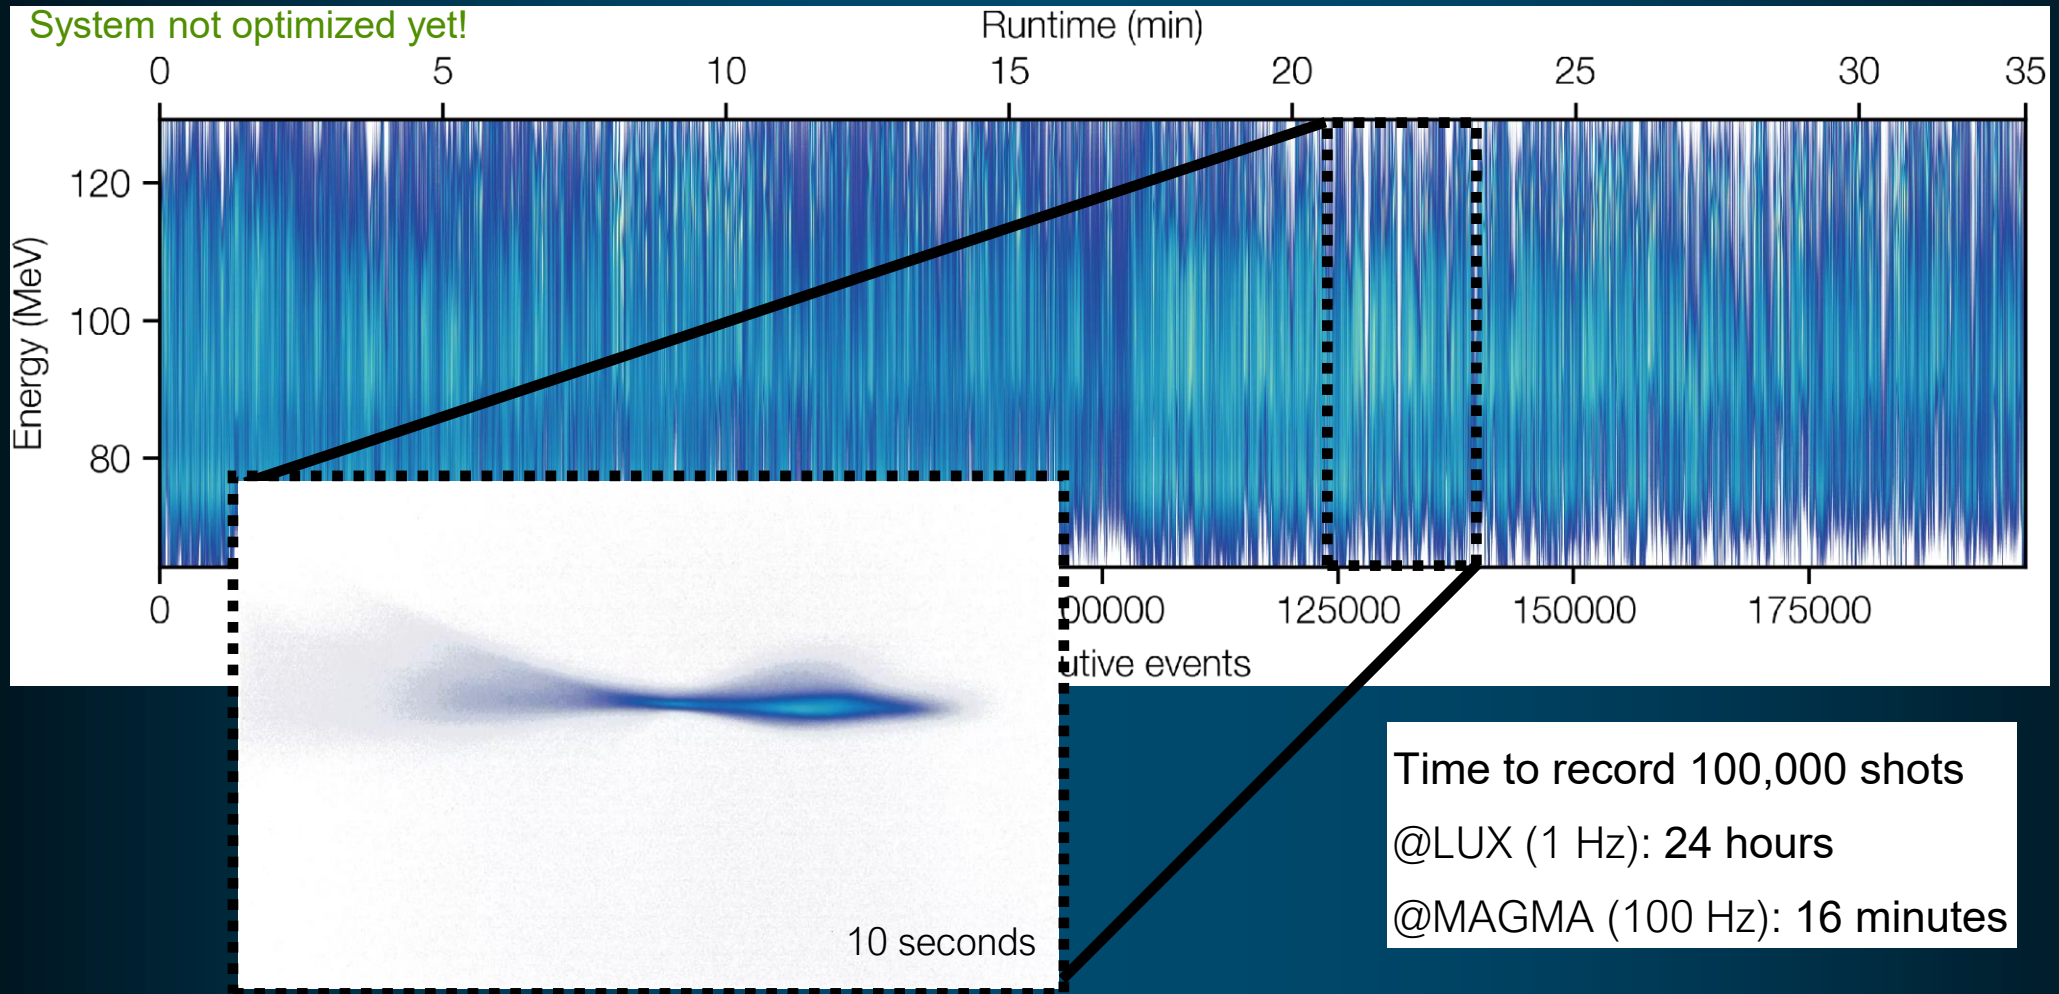 System not optimized yet!
Runtime (min)
0 5 10 15 20 25 30 35
Energy (MeV)
120
100
80
0 00000 125000 150000 175000
utive events
10 seconds
Time to record 100,000 shots
@LUX (1 Hz): 24 hours
@MAGMA (100 Hz): 16 minutes